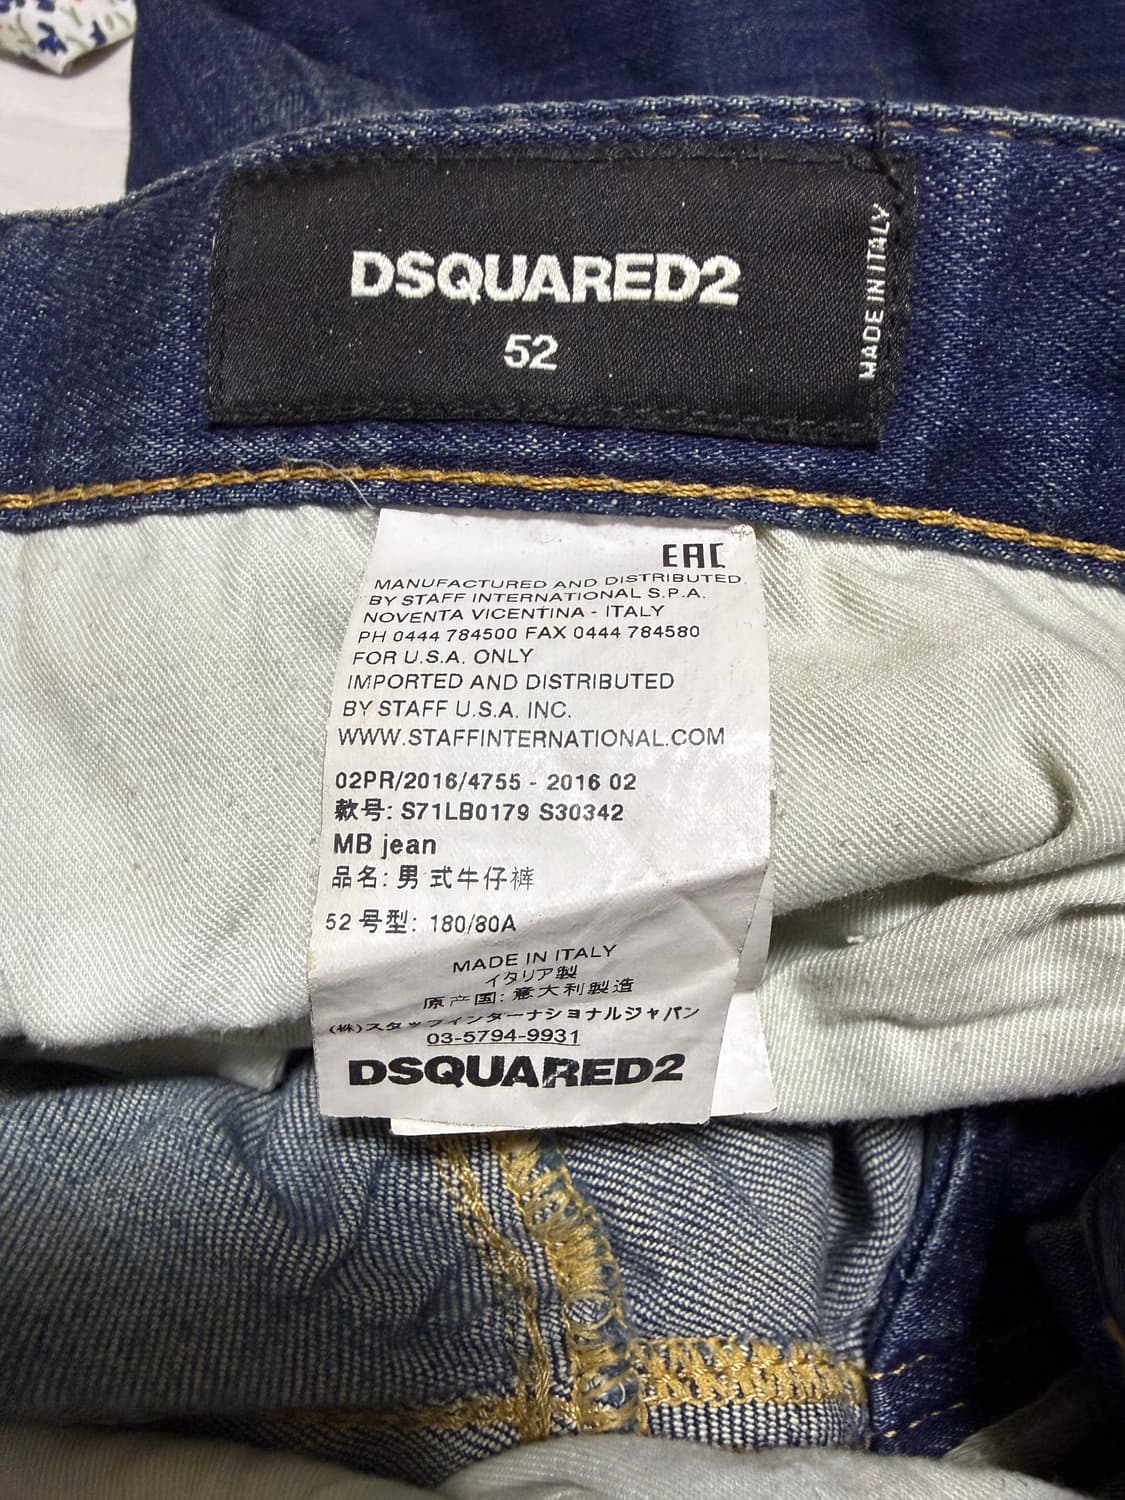 DSQUARED2
52
MADE IN ITALY
EAC
MANUFACTURED AND DISTRIBUTED
BY STAFF INTERNATIONAL S.P.A.
NOVENTA VICENTINA - ITALY
PH 0444 784500 FAX 0444 784580
FOR U.S.A. ONLY
IMPORTED AND DISTRIBUTED
BY STAFF U.S.A. INC.
WWW.STAFFINTERNATIONAL.COM
02PR/2016/4755 - 2016 02
款号: S71LB0179 S30342
MB jean
品名: 男式牛仔裤
52 号型: 180/80A
MADE IN ITALY
イタリア製
原产国: 意大利製造
(株)スタッフインターナショナルジャパン
03-5794-9931
DSQUARED2